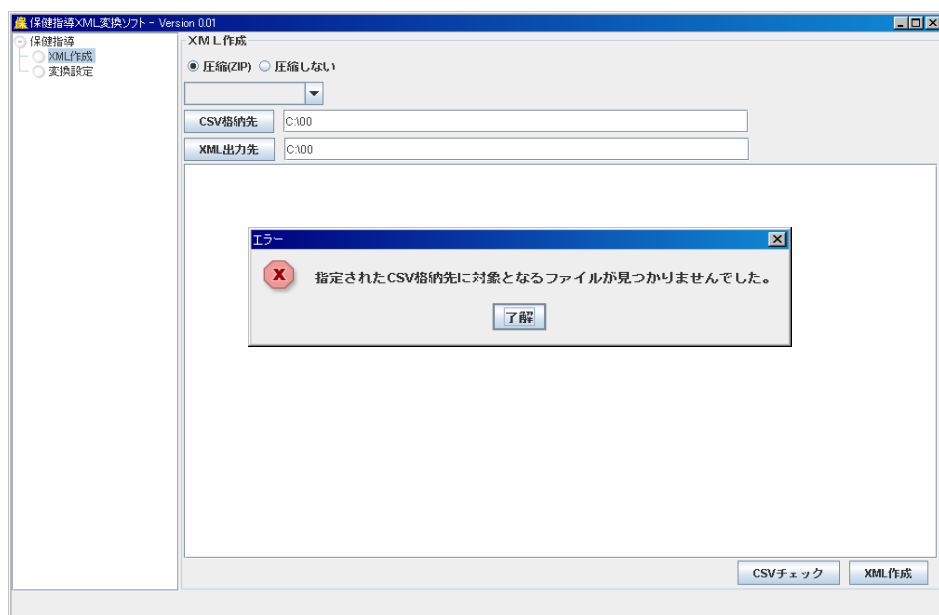 保健指導XML変換ソフト - Version 0.01
保健指導
XML作成
変換設定
XML作成
圧縮(ZIP) 圧縮しない
CSV格納先 C:\00
XML出力先 C:\00
エラー
指定されたCSV格納先に対象となるファイルが見つかりませんでした。
了解
CSVチェック XML作成